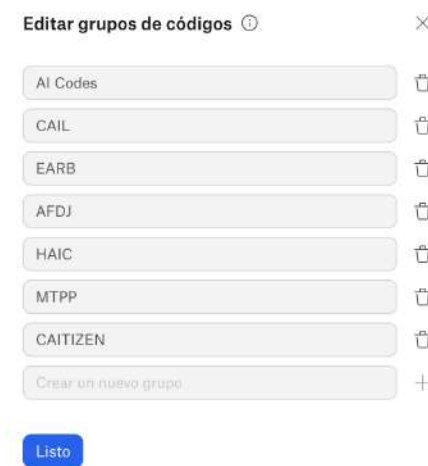 Editar grupos de códigos
AI Codes
CAIL
EARB
AFDJ
HAIC
MTPP
CAITIZEN
Crear un nuevo grupo
Listo